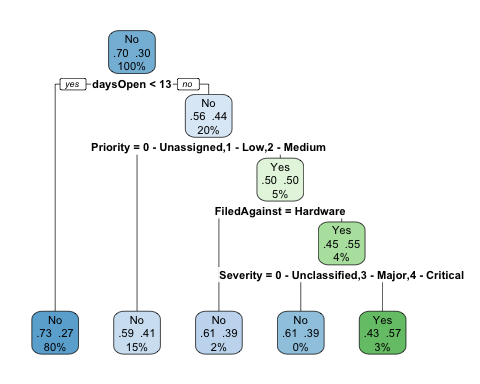 No
.70 .30
100%
yes daysOpen < 13 no
No
.56 .44
20%
Priority = 0 - Unassigned,1 - Low,2 - Medium
Yes
.50 .50
5%
FiledAgainst = Hardware
Yes
.45 .55
4%
Severity = 0 - Unclassified,3 - Major,4 - Critical
No
.73 .27
80%
No
.59 .41
15%
No
.61 .39
2%
No
.61 .39
0%
Yes
.43 .57
3%